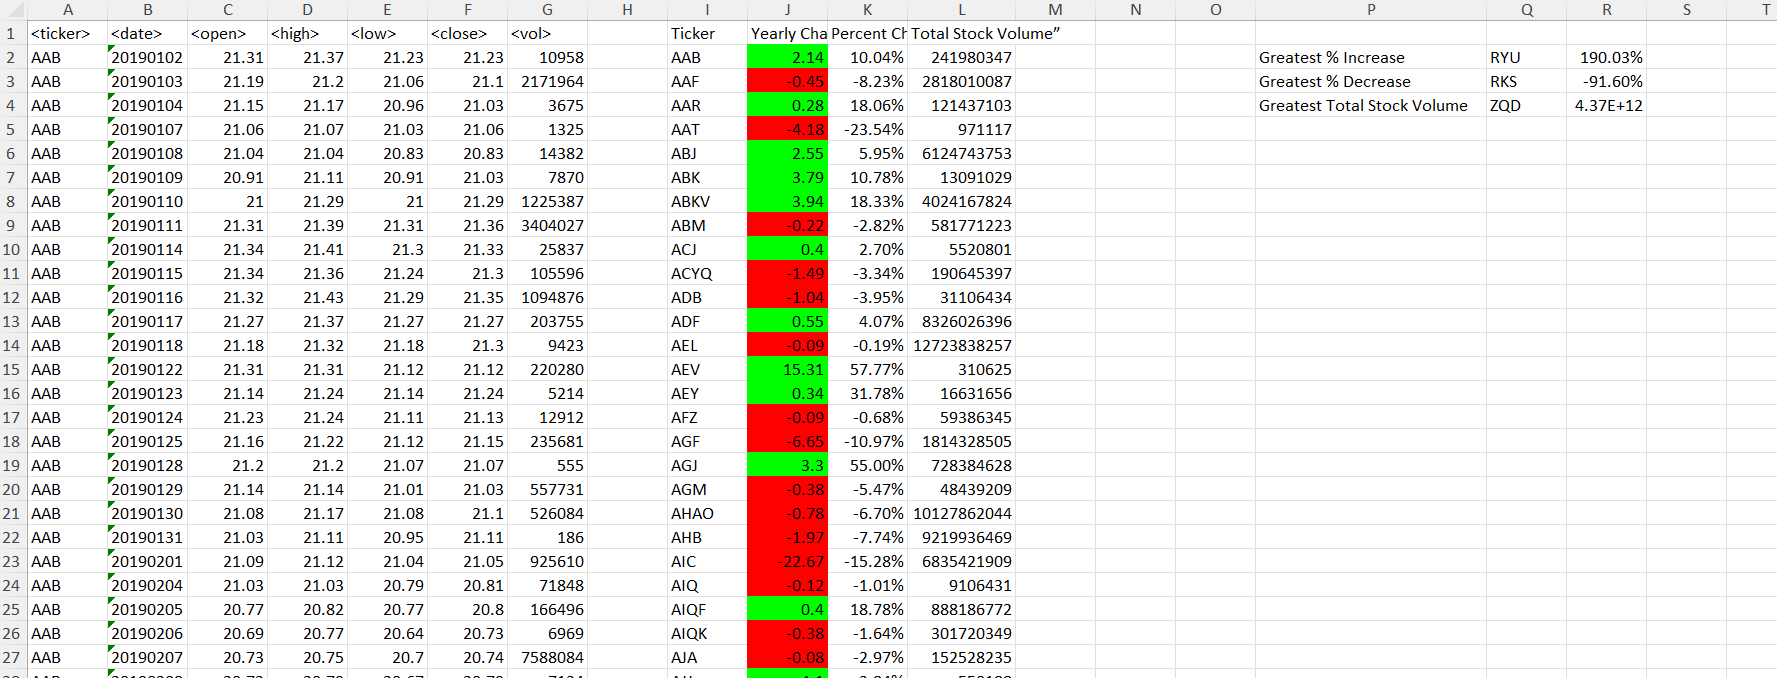 A B C D E F G H I J K L M N O P Q R S T
1 <ticker> <date> <open> <high> <low> <close> <vol> Ticker Yearly Cha Percent Ch Total Stock Volume”
2 AAB 20190102 21.31 21.37 21.23 21.23 10958 AAB 2.14 10.04% 241980347 Greatest % Increase RYU 190.03%
3 AAB 20190103 21.19 21.2 21.06 21.1 2171964 AAF -0.45 -8.23% 2818010087 Greatest % Decrease RKS -91.60%
4 AAB 20190104 21.15 21.17 20.96 21.03 3675 AAR 0.28 18.06% 121437103 Greatest Total Stock Volume ZQD 4.37E+12
5 AAB 20190107 21.06 21.07 21.03 21.06 1325 AAT -4.18 -23.54% 971117
6 AAB 20190108 21.04 21.04 20.83 20.83 14382 ABJ 2.55 5.95% 6124743753
7 AAB 20190109 20.91 21.11 20.91 21.03 7870 ABK 3.79 10.78% 13091029
8 AAB 20190110 21 21.29 21 21.29 1225387 ABKV 3.94 18.33% 4024167824
9 AAB 20190111 21.31 21.39 21.31 21.36 3404027 ABM -0.22 -2.82% 581771223
10 AAB 20190114 21.34 21.41 21.3 21.33 25837 ACJ 0.4 2.70% 5520801
11 AAB 20190115 21.34 21.36 21.24 21.3 105596 ACYQ -1.49 -3.34% 190645397
12 AAB 20190116 21.32 21.43 21.29 21.35 1094876 ADB -1.04 -3.95% 31106434
13 AAB 20190117 21.27 21.37 21.27 21.27 203755 ADF 0.55 4.07% 8326026396
14 AAB 20190118 21.18 21.32 21.18 21.3 9423 AEL -0.09 -0.19% 12723838257
15 AAB 20190122 21.31 21.31 21.12 21.12 220280 AEV 15.31 57.77% 310625
16 AAB 20190123 21.14 21.24 21.14 21.24 5214 AEY 0.34 31.78% 16631656
17 AAB 20190124 21.23 21.24 21.11 21.13 12912 AFZ -0.09 -0.68% 59386345
18 AAB 20190125 21.16 21.22 21.12 21.15 235681 AGF -6.65 -10.97% 1814328505
19 AAB 20190128 21.2 21.2 21.07 21.07 555 AGJ 3.3 55.00% 728384628
20 AAB 20190129 21.14 21.14 21.01 21.03 557731 AGM -0.38 -5.47% 48439209
21 AAB 20190130 21.08 21.17 21.08 21.1 526084 AHAO -0.78 -6.70% 10127862044
22 AAB 20190131 21.03 21.11 20.95 21.11 186 AHB -1.97 -7.74% 9219936469
23 AAB 20190201 21.09 21.12 21.04 21.05 925610 AIC -22.67 -15.28% 6835421909
24 AAB 20190204 21.03 21.03 20.79 20.81 71848 AIQ -0.12 -1.01% 9106431
25 AAB 20190205 20.77 20.82 20.77 20.8 166496 AIQF 0.4 18.78% 888186772
26 AAB 20190206 20.69 20.77 20.64 20.73 6969 AIQK -0.38 -1.64% 301720349
27 AAB 20190207 20.73 20.75 20.7 20.74 7588084 AJA -0.08 -2.97% 152528235